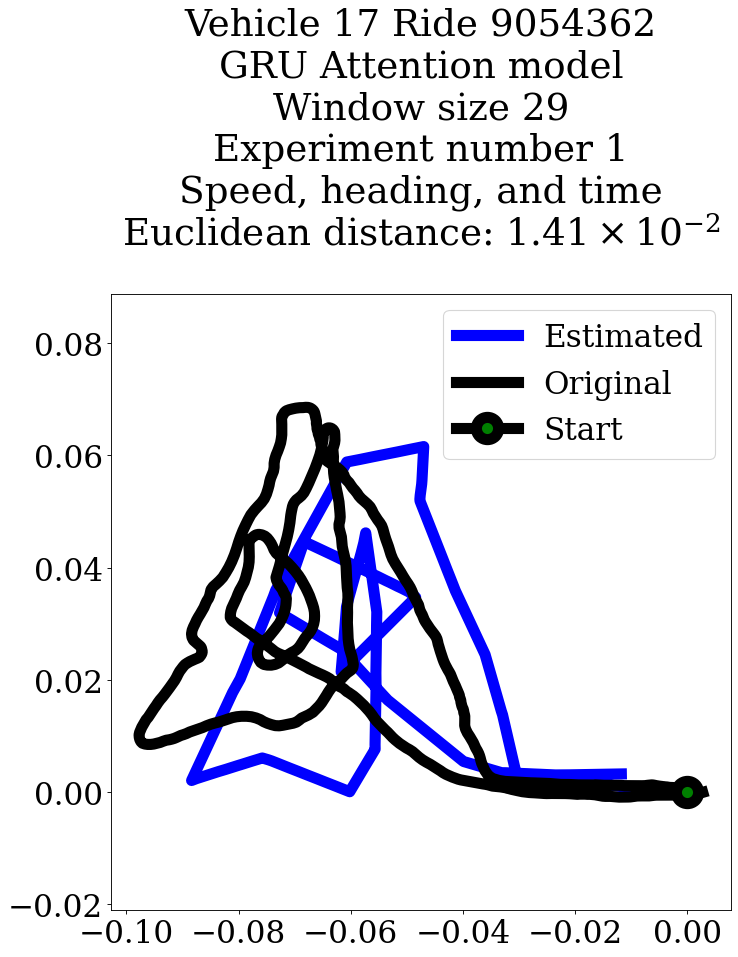 Vehicle 17 Ride 9054362
GRU Attention model
Window size 29
Experiment number 1
Speed, heading, and time
Euclidean distance: 1.41 × 10⁻²
Estimated
Original
Start
0.08
0.06
0.04
0.02
0.00
−0.02
−0.10 −0.08 −0.06 −0.04 −0.02 0.00